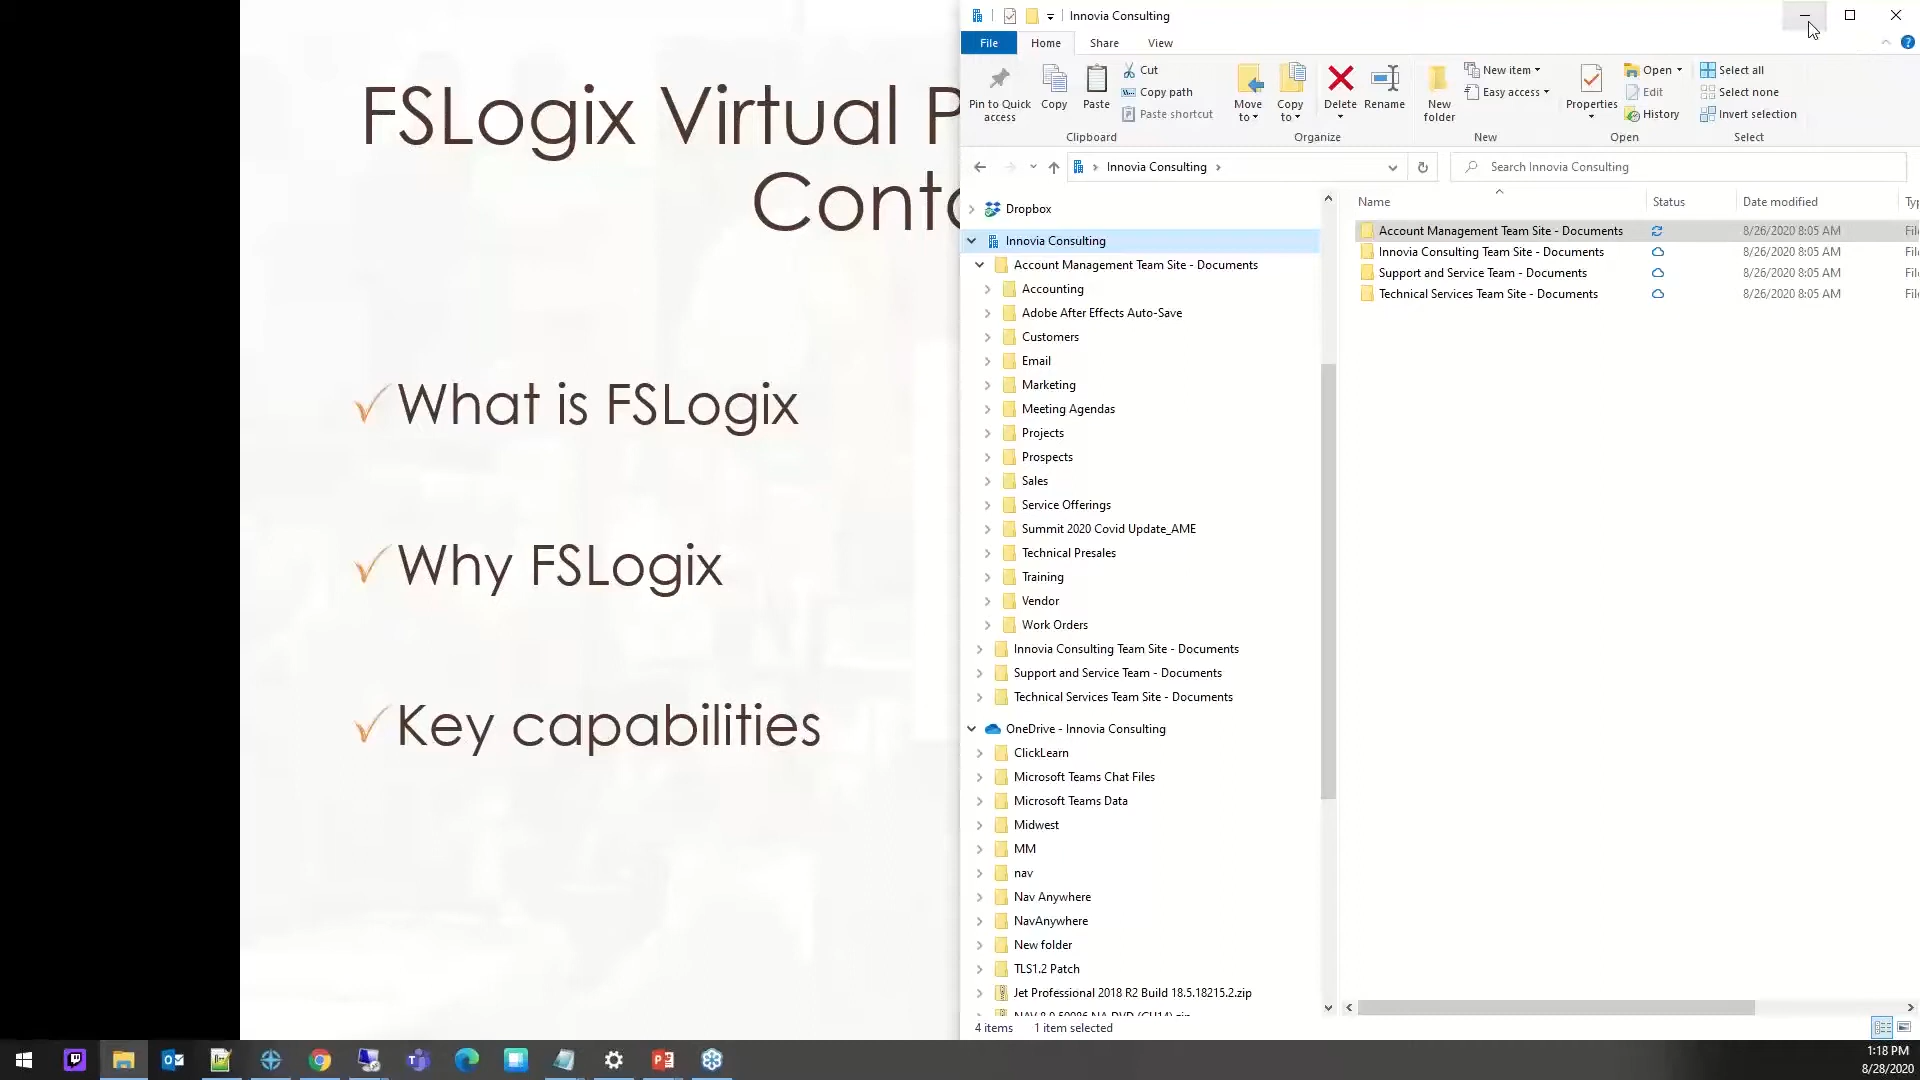 FSLogix Virtual P
Conta
What is FSLogix
Why FSLogix
Key capabilities
Innovia Consulting
File
Home
Share
View
Pin to Quick access
Copy
Paste
Cut
Copy path
Paste shortcut
Clipboard
Move to
Copy to
Delete
Rename
Organize
New folder
New item
Easy access
New
Properties
Open
Edit
History
Open
Select all
Select none
Invert selection
Select
Innovia Consulting
Search Innovia Consulting
Dropbox
Innovia Consulting
Account Management Team Site - Documents
Accounting
Adobe After Effects Auto-Save
Customers
Email
Marketing
Meeting Agendas
Projects
Prospects
Sales
Service Offerings
Summit 2020 Covid Update_AME
Technical Presales
Training
Vendor
Work Orders
Innovia Consulting Team Site - Documents
Support and Service Team - Documents
Technical Services Team Site - Documents
OneDrive - Innovia Consulting
ClickLearn
Microsoft Teams Chat Files
Microsoft Teams Data
Midwest
MM
nav
Nav Anywhere
NavAnywhere
New folder
TLS1.2 Patch
Jet Professional 2018 R2 Build 18.5.18215.2.zip
Name Status Date modified Typ
Account Management Team Site - Documents 8/26/2020 8:05 AM Fil
Innovia Consulting Team Site - Documents 8/26/2020 8:05 AM Fil
Support and Service Team - Documents 8/26/2020 8:05 AM Fil
Technical Services Team Site - Documents 8/26/2020 8:05 AM Fil
4 items 1 item selected
1:18 PM
8/28/2020